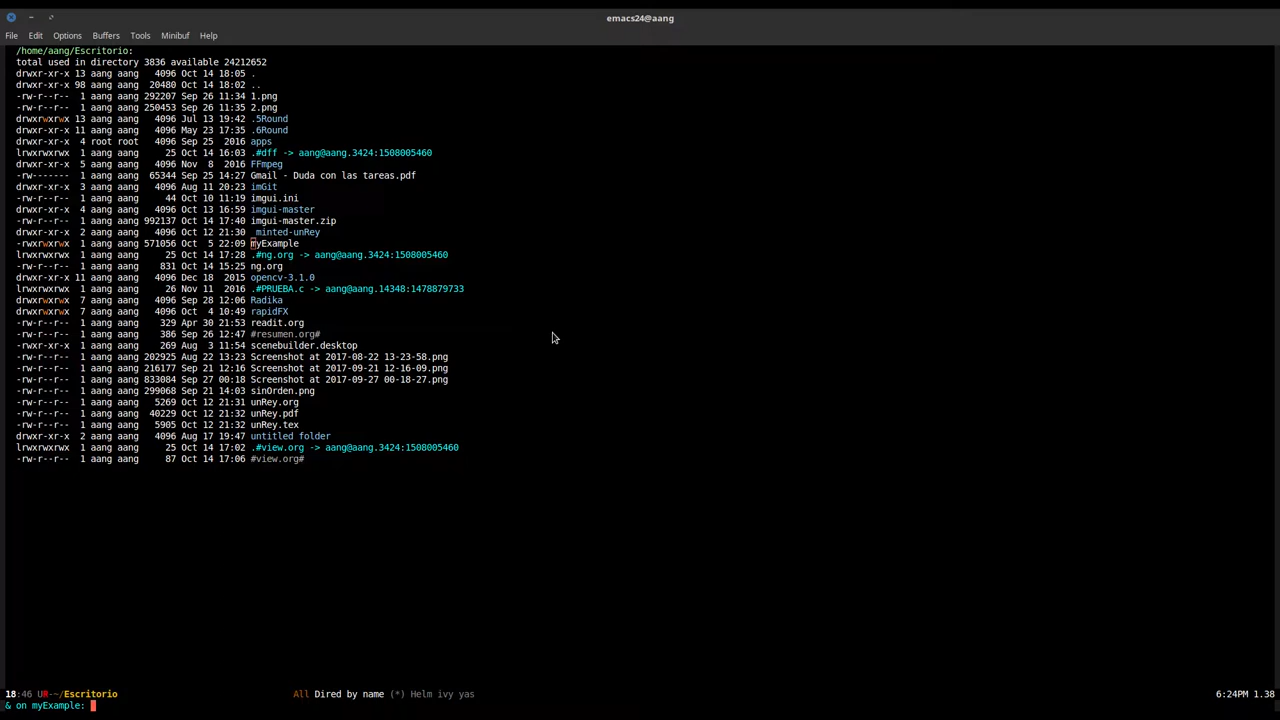 emacs24@aang
File Edit Options Buffers Tools Minibuf Help
/home/aang/Escritorio:
total used in directory 3836 available 24212652
drwxr-xr-x 13 aang aang   4096 Oct 14 18:05 .
drwxr-xr-x 98 aang aang  20480 Oct 14 18:02 ..
-rw-r--r--  1 aang aang 292207 Sep 26 11:34 1.png
-rw-r--r--  1 aang aang 250453 Sep 26 11:35 2.png
drwxrwxrwx 13 aang aang   4096 Jul 13 19:42 .5Round
drwxr-xr-x 11 aang aang   4096 May 23 17:35 .6Round
drwxr-xr-x  4 root root   4096 Sep 25  2016 apps
lrwxrwxrwx  1 aang aang     25 Oct 14 16:03 .#dff -> aang@aang.3424:1508005460
drwxr-xr-x  5 aang aang   4096 Nov  8  2016 FFmpeg
-rw-------  1 aang aang  65344 Sep 25 14:27 Gmail - Duda con las tareas.pdf
drwxr-xr-x  3 aang aang   4096 Aug 11 20:23 imGit
-rw-r--r--  1 aang aang     44 Oct 10 11:19 imgui.ini
drwxr-xr-x  4 aang aang   4096 Oct 13 16:59 imgui-master
-rw-r--r--  1 aang aang 992137 Oct 14 17:40 imgui-master.zip
drwxr-xr-x  2 aang aang   4096 Oct 12 21:30 _minted-unRey
-rwxrwxrwx  1 aang aang 571056 Oct  5 22:09 myExample
lrwxrwxrwx  1 aang aang     25 Oct 14 17:28 .#ng.org -> aang@aang.3424:1508005460
-rw-r--r--  1 aang aang    831 Oct 14 15:25 ng.org
drwxr-xr-x 11 aang aang   4096 Dec 18  2015 opencv-3.1.0
lrwxrwxrwx  1 aang aang     26 Nov 11  2016 .#PRUEBA.c -> aang@aang.14348:1478879733
drwxrwxrwx  7 aang aang   4096 Sep 28 12:06 Radika
drwxrwxrwx  7 aang aang   4096 Oct  4 10:49 rapidFX
-rw-r--r--  1 aang aang    329 Apr 30 21:53 readit.org
-rw-r--r--  1 aang aang    386 Sep 26 12:47 #resumen.org#
-rwxr-xr-x  1 aang aang    269 Aug  3 11:54 scenebuilder.desktop
-rw-r--r--  1 aang aang 202925 Aug 22 13:23 Screenshot at 2017-08-22 13-23-58.png
-rw-r--r--  1 aang aang 216177 Sep 21 12:16 Screenshot at 2017-09-21 12-16-09.png
-rw-r--r--  1 aang aang 833084 Sep 27 00:18 Screenshot at 2017-09-27 00-18-27.png
-rw-r--r--  1 aang aang 299068 Sep 21 14:03 sinOrden.png
-rw-r--r--  1 aang aang   5269 Oct 12 21:31 unRey.org
-rw-r--r--  1 aang aang  40229 Oct 12 21:32 unRey.pdf
-rw-r--r--  1 aang aang   5905 Oct 12 21:32 unRey.tex
drwxr-xr-x  2 aang aang   4096 Aug 17 19:47 untitled folder
lrwxrwxrwx  1 aang aang     25 Oct 14 17:02 .#view.org -> aang@aang.3424:1508005460
-rw-r--r--  1 aang aang     87 Oct 14 17:06 #view.org#
18:46 UR-~/Escritorio All Dired by name (*) Helm ivy yas 6:24PM 1.38
& on myExample: